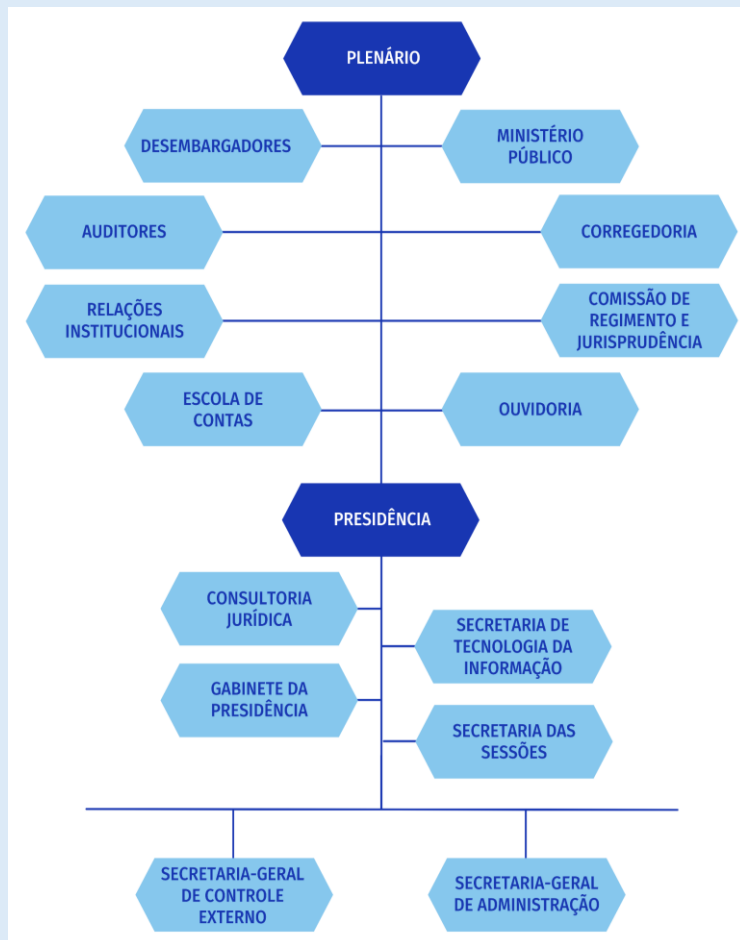 PLENÁRIO
DESEMBARGADORES
MINISTÉRIO
PÚBLICO
AUDITORES
CORREGEDORIA
RELAÇÕES
INSTITUCIONAIS
COMISSÃO DE
REGIMENTO E
JURISPRUDÊNCIA
ESCOLA DE
CONTAS
OUVIDORIA
PRESIDÊNCIA
CONSULTORIA
JURÍDICA
SECRETARIA DE
TECNOLOGIA DA
INFORMAÇÃO
GABINETE DA
PRESIDÊNCIA
SECRETARIA DAS
SESSÕES
SECRETARIA-GERAL
DE CONTROLE
EXTERNO
SECRETARIA-GERAL
DE ADMINISTRAÇÃO